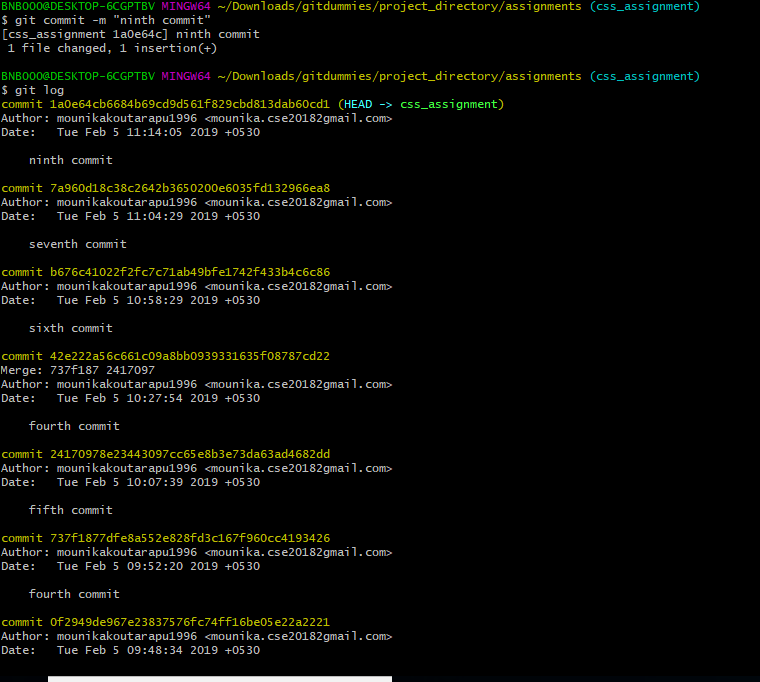 BNB000@DESKTOP-6CGPTBV MINGW64 ~/Downloads/gitdummies/project_directory/assignments (css_assignment)
$ git commit -m "ninth commit"
[css_assignment 1a0e64c] ninth commit
 1 file changed, 1 insertion(+)
BNB000@DESKTOP-6CGPTBV MINGW64 ~/Downloads/gitdummies/project_directory/assignments (css_assignment)
$ git log
commit 1a0e64cb6684b69cd9d561f829cbd813dab60cd1 (HEAD -> css_assignment)
Author: mounikakoutarapu1996 <mounika.cse20182gmail.com>
Date:   Tue Feb 5 11:14:05 2019 +0530
    ninth commit
commit 7a960d18c38c2642b3650200e6035fd132966ea8
Author: mounikakoutarapu1996 <mounika.cse20182gmail.com>
Date:   Tue Feb 5 11:04:29 2019 +0530
    seventh commit
commit b676c41022f2fc7c71ab49bfe1742f433b4c6c86
Author: mounikakoutarapu1996 <mounika.cse20182gmail.com>
Date:   Tue Feb 5 10:58:29 2019 +0530
    sixth commit
commit 42e222a56c661c09a8bb0939331635f08787cd22
Merge: 737f187 2417097
Author: mounikakoutarapu1996 <mounika.cse20182gmail.com>
Date:   Tue Feb 5 10:27:54 2019 +0530
    fourth commit
commit 24170978e23443097cc65e8b3e73da63ad4682dd
Author: mounikakoutarapu1996 <mounika.cse20182gmail.com>
Date:   Tue Feb 5 10:07:39 2019 +0530
    fifth commit
commit 737f1877dfe8a552e828fd3c167f960cc4193426
Author: mounikakoutarapu1996 <mounika.cse20182gmail.com>
Date:   Tue Feb 5 09:52:20 2019 +0530
    fourth commit
commit 0f2949de967e23837576fc74ff16be05e22a2221
Author: mounikakoutarapu1996 <mounika.cse20182gmail.com>
Date:   Tue Feb 5 09:48:34 2019 +0530